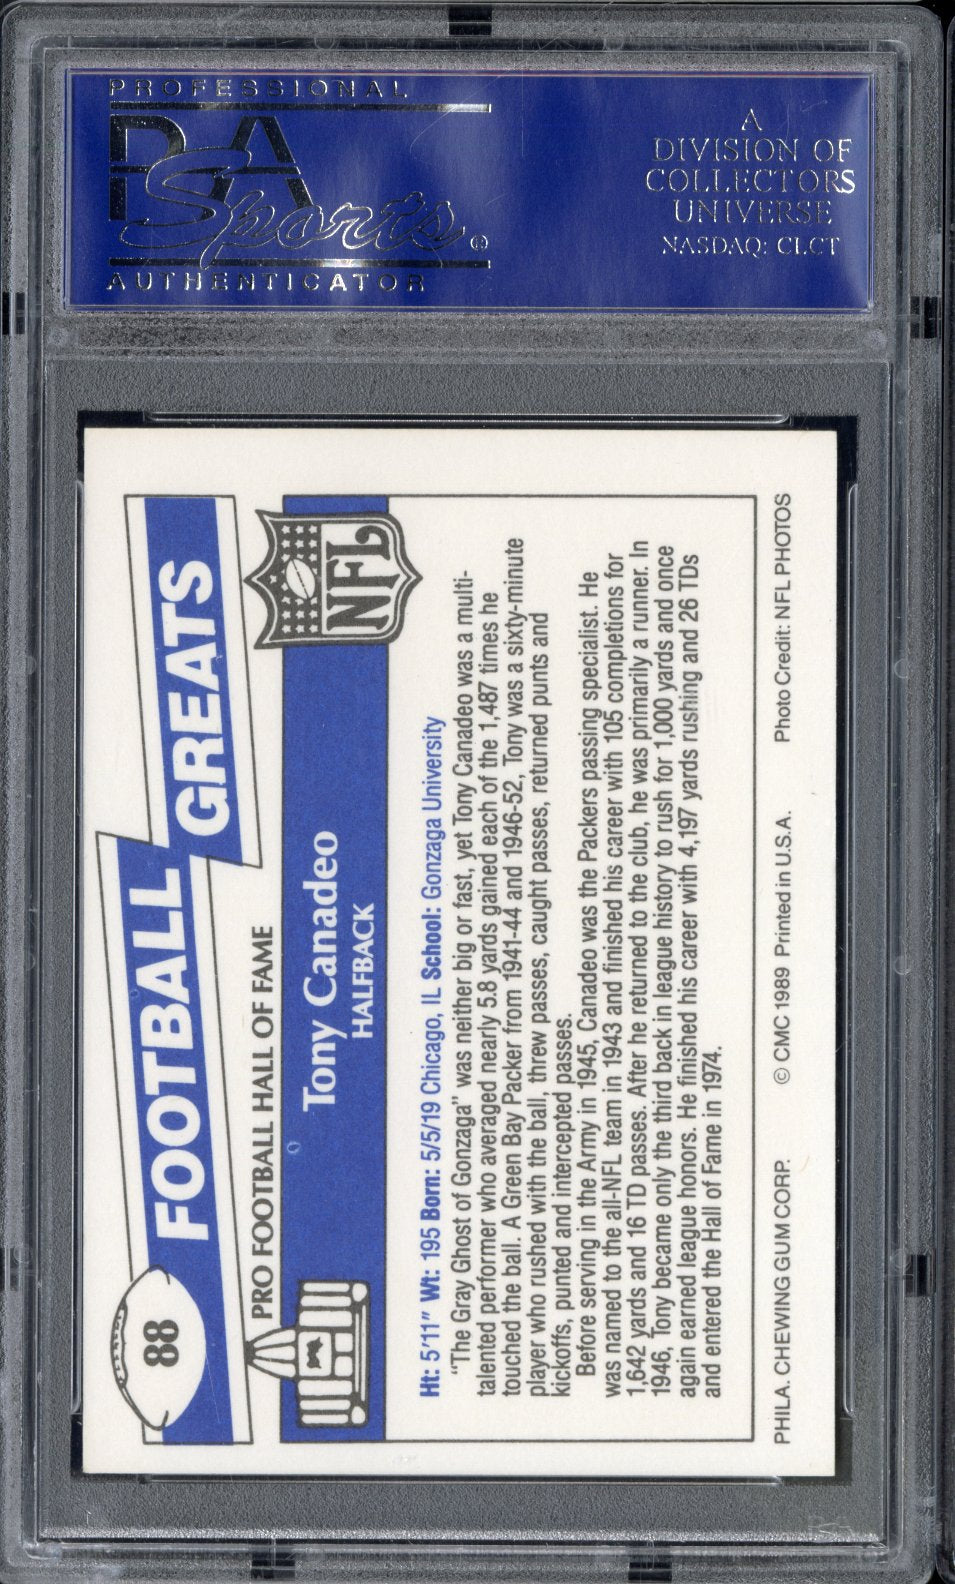 PROFESSIONAL
PSA
Sports®
AUTHENTICATOR
A
DIVISION OF
COLLECTORS
UNIVERSE
NASDAQ: CLCT
88
FOOTBALL
GREATS
PRO FOOTBALL HALL OF FAME
NFL
Tony Canadeo
HALFBACK
Ht: 5'11" Wt: 195 Born: 5/5/19 Chicago, IL School: Gonzaga University
"The Gray Ghost of Gonzaga" was neither big or fast, yet Tony Canadeo was a multi-
talented performer who averaged nearly 5.8 yards gained each of the 1,487 times he
touched the ball. A Green Bay Packer from 1941-44 and 1946-52, Tony was a sixty-minute
player who rushed with the ball, threw passes, caught passes, returned punts and
kickoffs, punted and intercepted passes.
Before serving in the Army in 1945, Canadeo was the Packers passing specialist. He
was named to the all-NFL team in 1943 and finished his career with 105 completions for
1,642 yards and 16 TD passes. After he returned to the club, he was primarily a runner. In
1946, Tony became only the third back in league history to rush for 1,000 yards and once
again earned league honors. He finished his career with 4,197 yards rushing and 26 TDs
and entered the Hall of Fame in 1974.
PHILA. CHEWING GUM CORP. © CMC 1989 Printed in U.S.A. Photo Credit: NFL PHOTOS